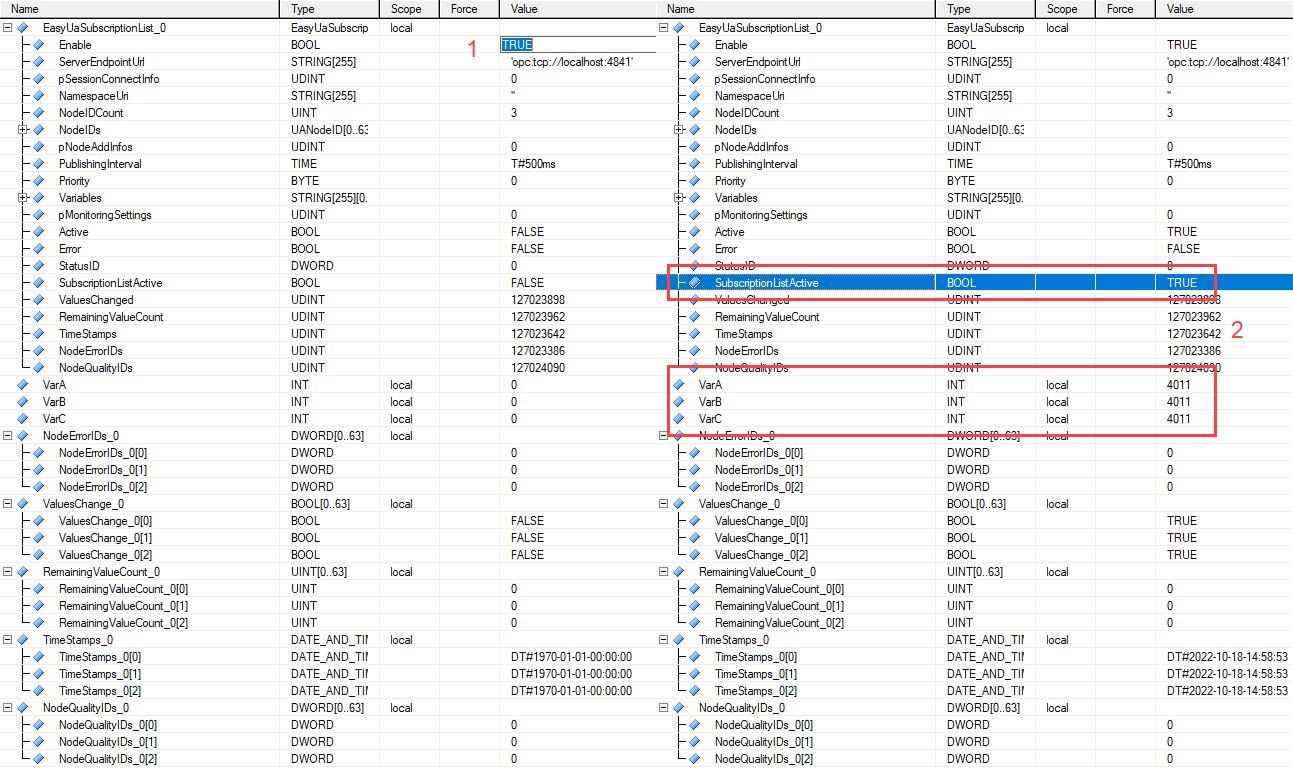 Name Type Scope Force Value
EasyUaSubscriptionList_0 EasyUaSubscrip local
Enable BOOL 1 TRUE
ServerEndpointUrl STRING[255] 'opc.tcp://localhost:4841'
pSessionConnectInfo UDINT 0
NamespaceUri STRING[255] ''
NodeIDCount UINT 3
NodeIDs UANodeID[0..63
pNodeAddInfos UDINT 0
PublishingInterval TIME T#500ms
Priority BYTE 0
Variables STRING[255][0.
pMonitoringSettings UDINT 0
Active BOOL FALSE
Error BOOL FALSE
StatusID DWORD 0
SubscriptionListActive BOOL FALSE
ValuesChanged UDINT 127023898
RemainingValueCount UDINT 127023962
TimeStamps UDINT 127023642
NodeErrorIDs UDINT 127023386
NodeQualityIDs UDINT 127024090
VarA INT local 0
VarB INT local 0
VarC INT local 0
NodeErrorIDs_0 DWORD[0..63] local
NodeErrorIDs_0[0] DWORD 0
NodeErrorIDs_0[1] DWORD 0
NodeErrorIDs_0[2] DWORD 0
ValuesChange_0 BOOL[0..63] local
ValuesChange_0[0] BOOL FALSE
ValuesChange_0[1] BOOL FALSE
ValuesChange_0[2] BOOL FALSE
RemainingValueCount_0 UINT[0..63] local
RemainingValueCount_0[0] UINT 0
RemainingValueCount_0[1] UINT 0
RemainingValueCount_0[2] UINT 0
TimeStamps_0 DATE_AND_TIM local
TimeStamps_0[0] DATE_AND_TIM DT#1970-01-01-00:00:00
TimeStamps_0[1] DATE_AND_TIM DT#1970-01-01-00:00:00
TimeStamps_0[2] DATE_AND_TIM DT#1970-01-01-00:00:00
NodeQualityIDs_0 DWORD[0..63] local
NodeQualityIDs_0[0] DWORD 0
NodeQualityIDs_0[1] DWORD 0
NodeQualityIDs_0[2] DWORD 0
Name Type Scope Force Value
EasyUaSubscriptionList_0 EasyUaSubscrip local
Enable BOOL TRUE
ServerEndpointUrl STRING[255] 'opc.tcp://localhost:4841'
pSessionConnectInfo UDINT 0
NamespaceUri STRING[255] ''
NodeIDCount UINT 3
NodeIDs UANodeID[0..63
pNodeAddInfos UDINT 0
PublishingInterval TIME T#500ms
Priority BYTE 0
Variables STRING[255][0.
pMonitoringSettings UDINT 0
Active BOOL TRUE
Error BOOL FALSE
StatusID DWORD 0
SubscriptionListActive BOOL TRUE
ValuesChanged UDINT 127023898
RemainingValueCount UDINT 127023962
TimeStamps UDINT 127023642 2
NodeErrorIDs UDINT 127023386
NodeQualityIDs UDINT 127024090
VarA INT local 4011
VarB INT local 4011
VarC INT local 4011
NodeErrorIDs_0 DWORD[0..63] local
NodeErrorIDs_0[0] DWORD 0
NodeErrorIDs_0[1] DWORD 0
NodeErrorIDs_0[2] DWORD 0
ValuesChange_0 BOOL[0..63] local
ValuesChange_0[0] BOOL TRUE
ValuesChange_0[1] BOOL TRUE
ValuesChange_0[2] BOOL TRUE
RemainingValueCount_0 UINT[0..63] local
RemainingValueCount_0[0] UINT 0
RemainingValueCount_0[1] UINT 0
RemainingValueCount_0[2] UINT 0
TimeStamps_0 DATE_AND_TIM local
TimeStamps_0[0] DATE_AND_TIM DT#2022-10-18-14:58:53
TimeStamps_0[1] DATE_AND_TIM DT#2022-10-18-14:58:53
TimeStamps_0[2] DATE_AND_TIM DT#2022-10-18-14:58:53
NodeQualityIDs_0 DWORD[0..63] local
NodeQualityIDs_0[0] DWORD 0
NodeQualityIDs_0[1] DWORD 0
NodeQualityIDs_0[2] DWORD 0